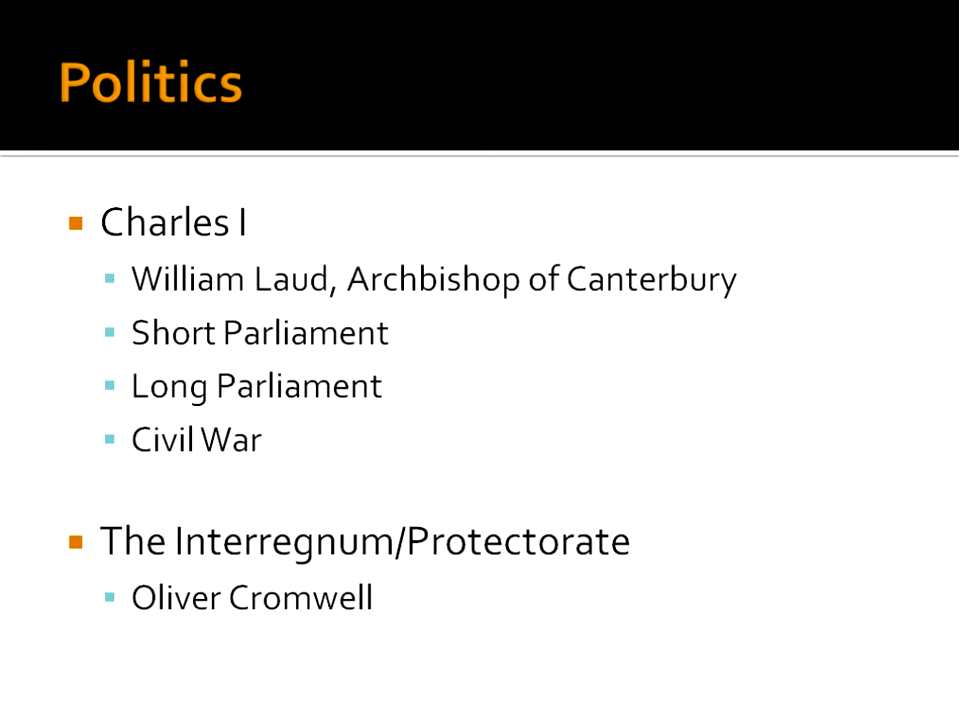 Politics
Charles I
William Laud, Archbishop of Canterbury
Short Parliament
Long Parliament
Civil War
The Interregnum/Protectorate
Oliver Cromwell